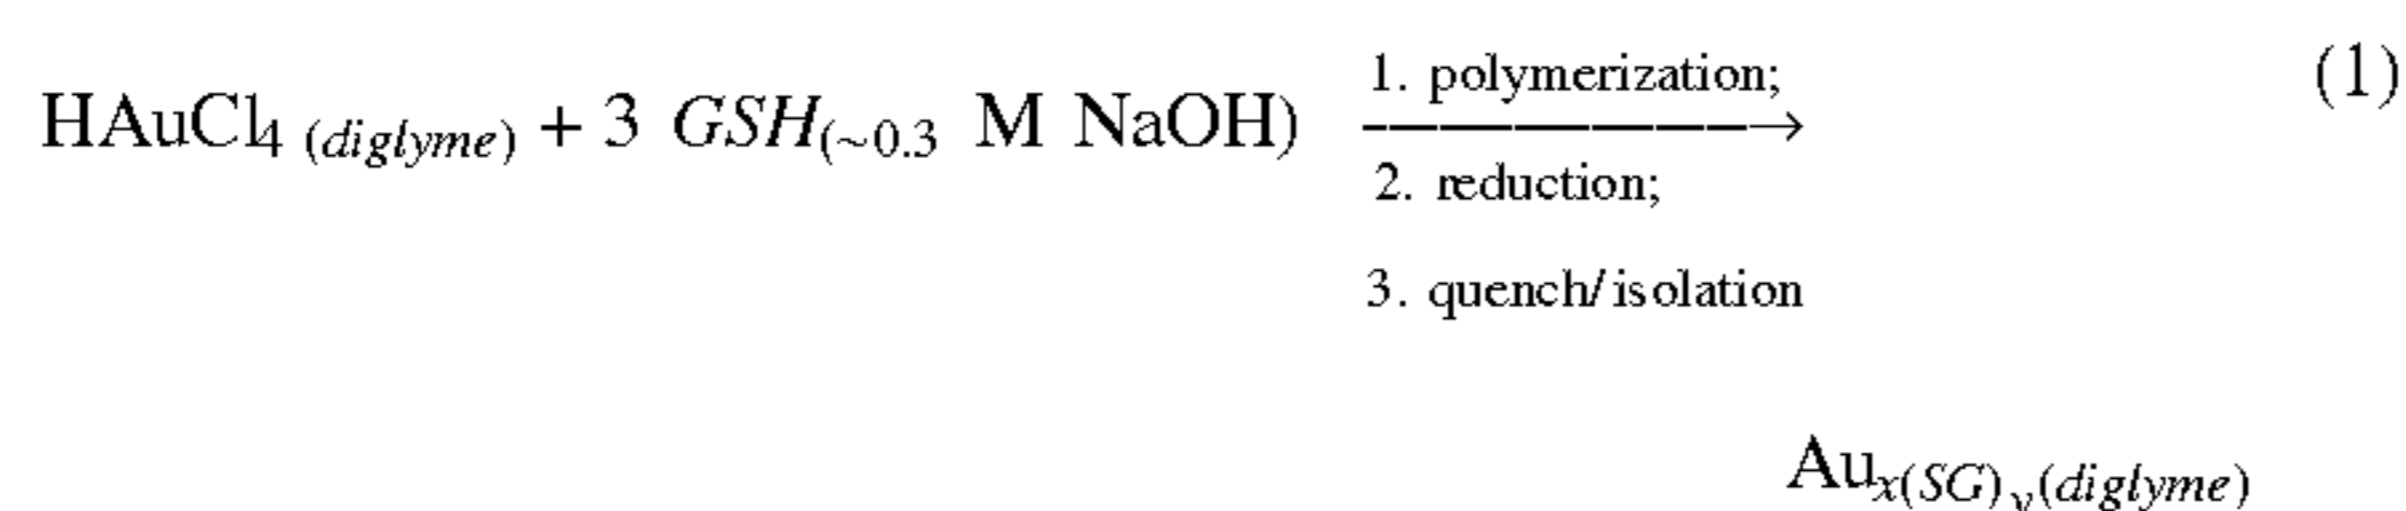 (1)
HAuCl4 (diglyme) + 3 GSH(~0.3 M NaOH) ----------→
1. polymerization;
2. reduction;
3. quench/isolation
Aux(SG)y(diglyme)